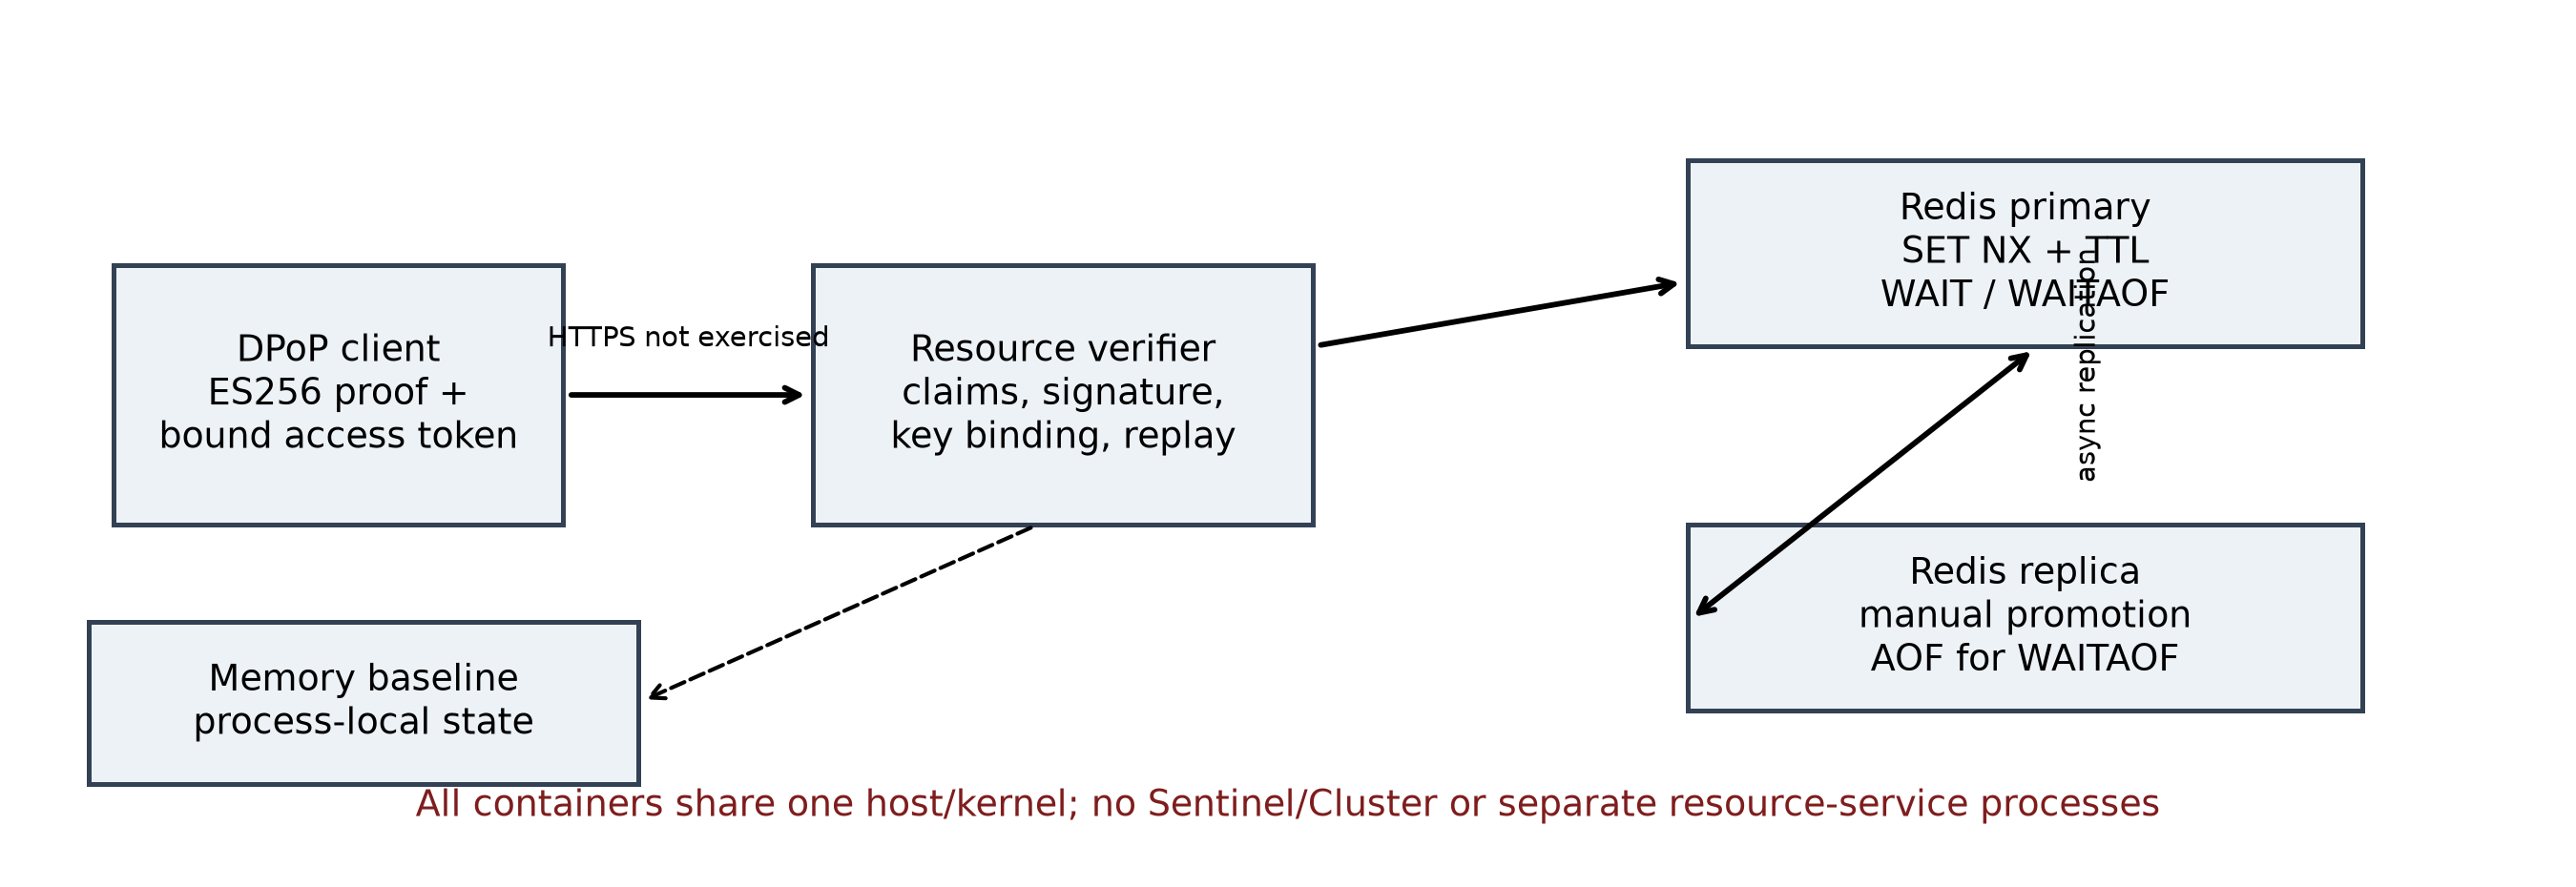 DPoP client
ES256 proof +
bound access token
HTTPS not exercised
Resource verifier
claims, signature,
key binding, replay
Redis primary
SET NX + TTL
WAIT / WAITAOF
async replication
Redis replica
manual promotion
AOF for WAITAOF
Memory baseline
process-local state
All containers share one host/kernel; no Sentinel/Cluster or separate resource-service processes